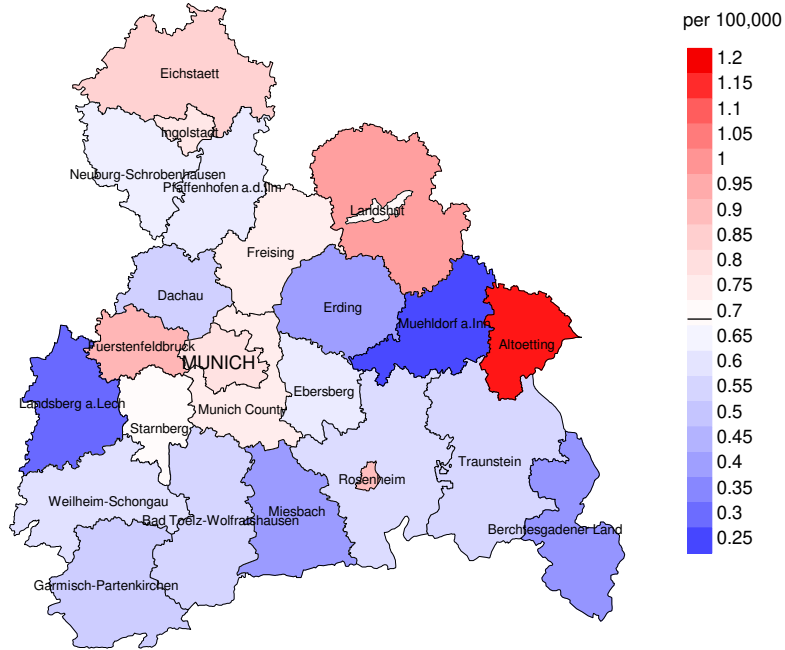 per 100,000
1.2
1.15
1.1
1.05
1
0.95
0.9
0.85
0.8
0.75
0.7
0.65
0.6
0.55
0.5
0.45
0.4
0.35
0.3
0.25
Eichstaett
Ingolstadt
Neuburg-Schrobenhausen
Pfaffenhofen a.d.Ilm
Landshut
Freising
Dachau
Erding
Muehldorf a.Inn
Altoetting
Fuerstenfeldbruck
MUNICH
Ebersberg
Landsberg a.Lech
Munich County
Starnberg
Traunstein
Rosenheim
Weilheim-Schongau
Miesbach
Bad Toelz-Wolfratshausen
Berchtesgadener Land
Garmisch-Partenkirchen